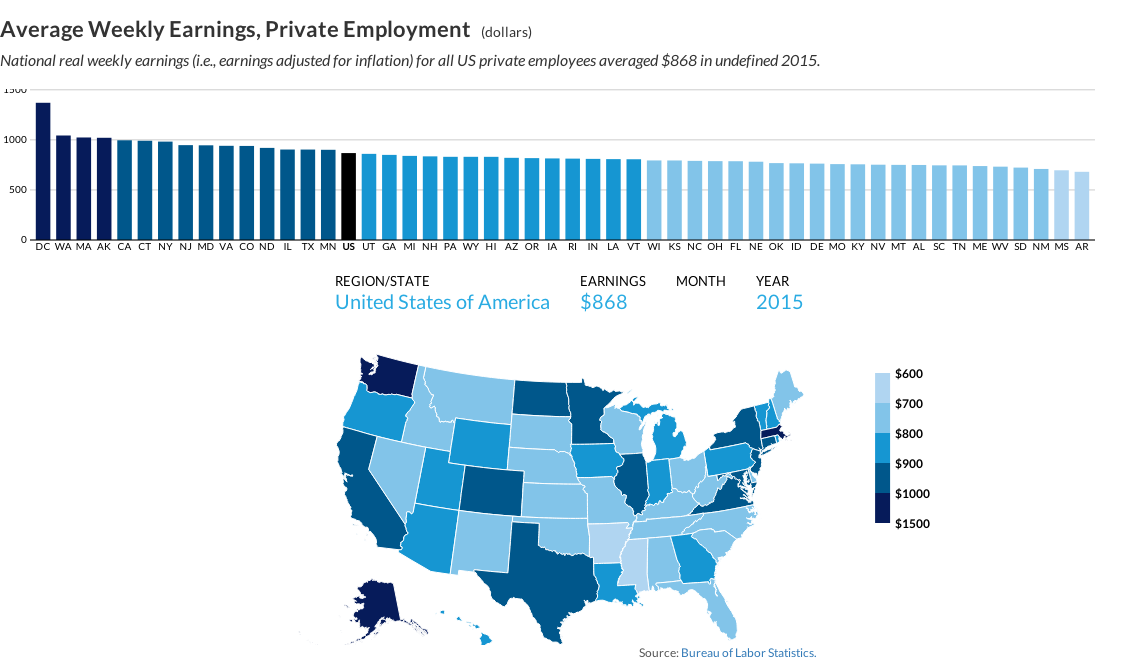 Average Weekly Earnings, Private Employment (dollars)
National real weekly earnings (i.e., earnings adjusted for inflation) for all US private employees averaged $868 in undefined 2015.
1500
1000
500
0
DC WA MA AK CA CT NY NJ MD VA CO ND IL TX MN US UT GA MI NH PA WY HI AZ OR IA RI IN LA VT WI KS NC OH FL NE OK ID DE MO KY NV MT AL SC TN ME WV SD NM MS AR
REGION/STATE EARNINGS MONTH YEAR
United States of America $868 2015
$600
$700
$800
$900
$1000
$1500
Source: Bureau of Labor Statistics.